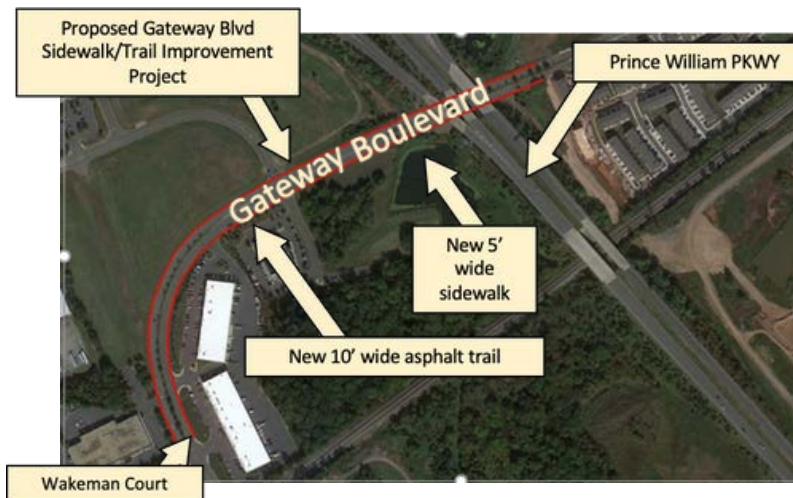 Proposed Gateway Blvd
Sidewalk/Trail Improvement
Project
Prince William PKWY
Gateway Boulevard
New 5'
wide
sidewalk
New 10' wide asphalt trail
Wakeman Court